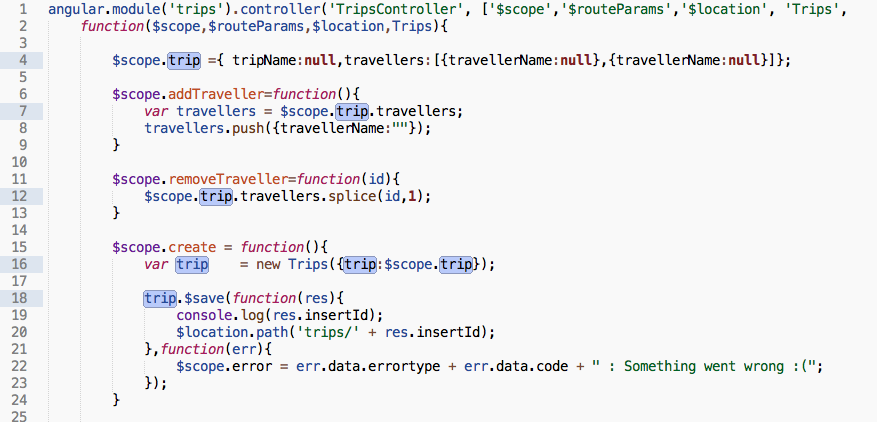 1 angular.module('trips').controller('TripsController', ['$scope','$routeParams','$location', 'Trips',
2 function($scope,$routeParams,$location,Trips){
3
4 $scope.trip ={ tripName:null,travellers:[{travellerName:null},{travellerName:null}]};
5
6 $scope.addTraveller=function(){
7 var travellers = $scope.trip.travellers;
8 travellers.push({travellerName:""});
9 }
10
11 $scope.removeTraveller=function(id){
12 $scope.trip.travellers.splice(id,1);
13 }
14
15 $scope.create = function(){
16 var trip    = new Trips({trip:$scope.trip});
17
18 trip.$save(function(res){
19 console.log(res.insertId);
20 $location.path('trips/' + res.insertId);
21 },function(err){
22 $scope.error = err.data.errortype + err.data.code + " : Something went wrong :(";
23 });
24 }
25